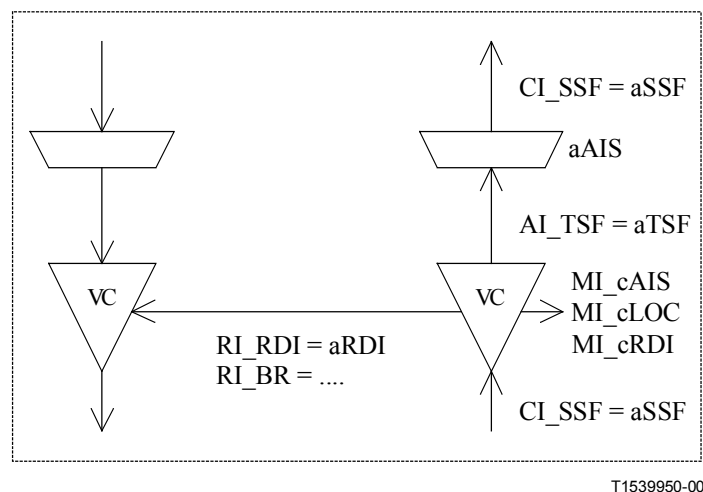 CI_SSF = aSSF
aAIS
AI_TSF = aTSF
VC
VC
MI_cAIS
MI_cLOC
MI_cRDI
RI_RDI = aRDI
RI_BR = ....
CI_SSF = aSSF
T1539950-00